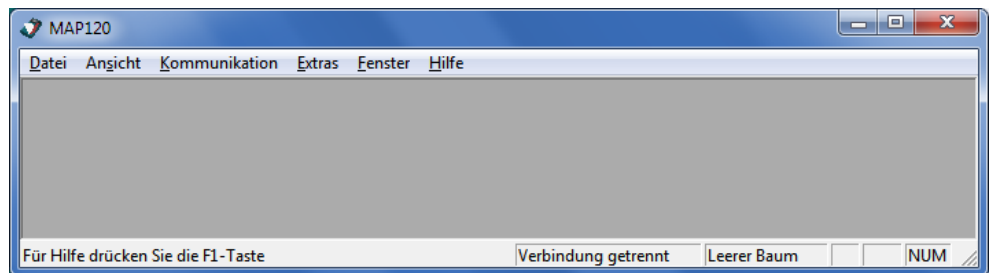 MAP120
Datei Ansicht Kommunikation Extras Fenster Hilfe
Für Hilfe drücken Sie die F1-Taste Verbindung getrennt Leerer Baum NUM